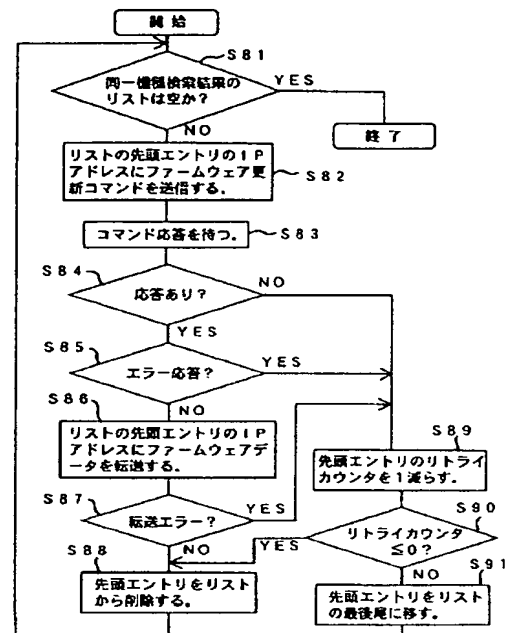 開始
S81
同一機種検索結果の
リストは空か?
YES
NO
終了
リストの先頭エントリのIP
アドレスにファームウェア更
新コマンドを送信する。
S82
コマンド応答を待つ。
S83
S84
応答あり?
NO
YES
S85
エラー応答?
YES
NO
S86
リストの先頭エントリのIP
アドレスにファームウェアデ
ータを転送する。
S87
転送エラー?
YES
NO
S88
先頭エントリをリスト
から削除する。
S89
先頭エントリのリトライ
カウンタを1減らす。
S90
リトライカウンタ
≦0?
YES
NO
S91
先頭エントリをリスト
の最後尾に移す。